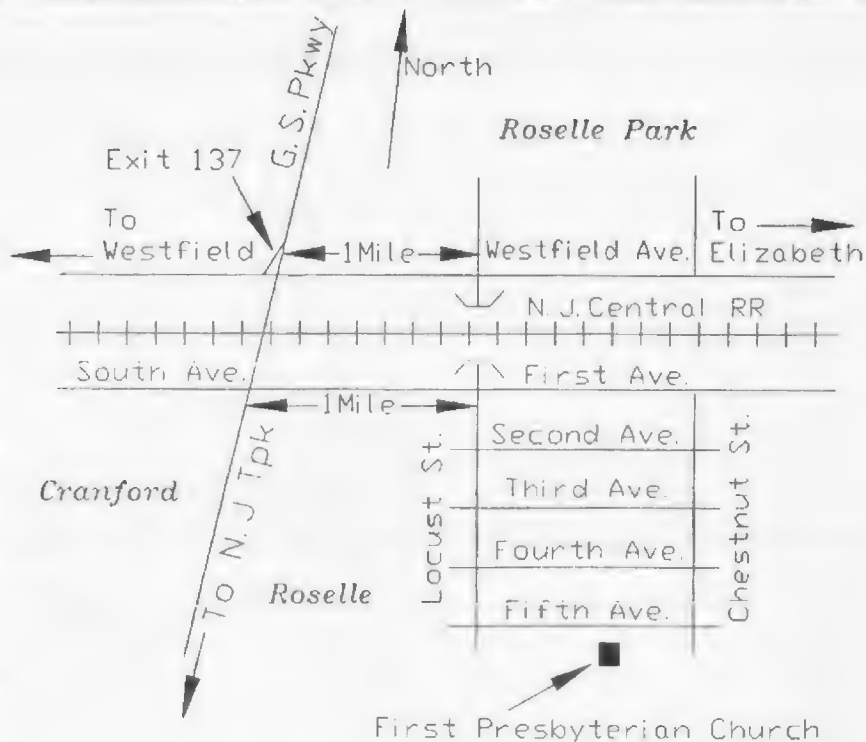 G. S. Pkwy
North
Roselle Park
Exit 137
To
Westfield
1 Mile
Westfield Ave.
To
Elizabeth
N. J. Central RR
South Ave.
First Ave.
1 Mile
Second Ave.
Cranford
To N. J Tpk
Third Ave.
Locust St.
Chestnut St.
Fourth Ave.
Roselle
Fifth Ave.
First Presbyterian Church